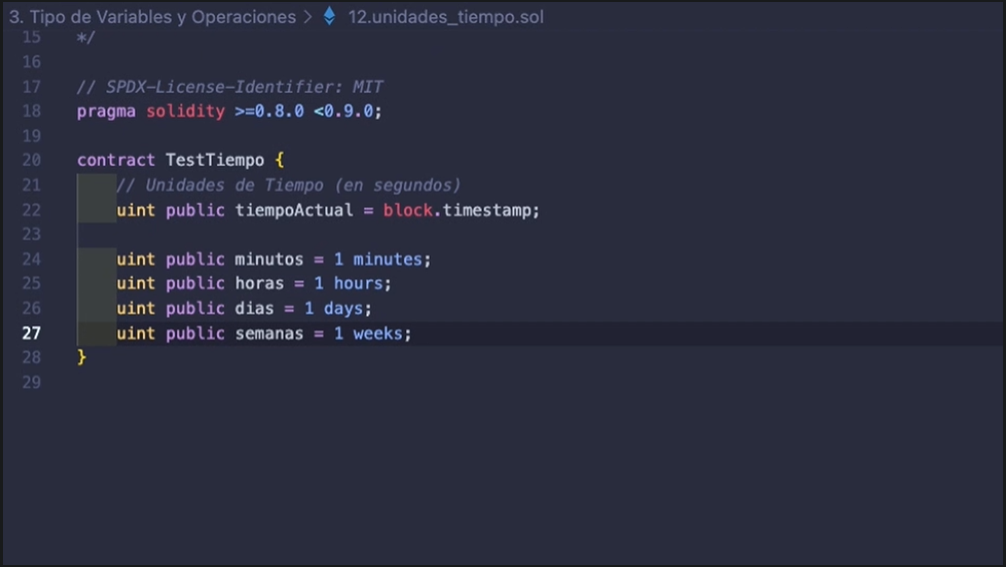 3. Tipo de Variables y Operaciones > 12.unidades_tiempo.sol
15 */
16
17 // SPDX-License-Identifier: MIT
18 pragma solidity >=0.8.0 <0.9.0;
19
20 contract TestTiempo {
21 // Unidades de Tiempo (en segundos)
22 uint public tiempoActual = block.timestamp;
23
24 uint public minutos = 1 minutes;
25 uint public horas = 1 hours;
26 uint public dias = 1 days;
27 uint public semanas = 1 weeks;
28 }
29